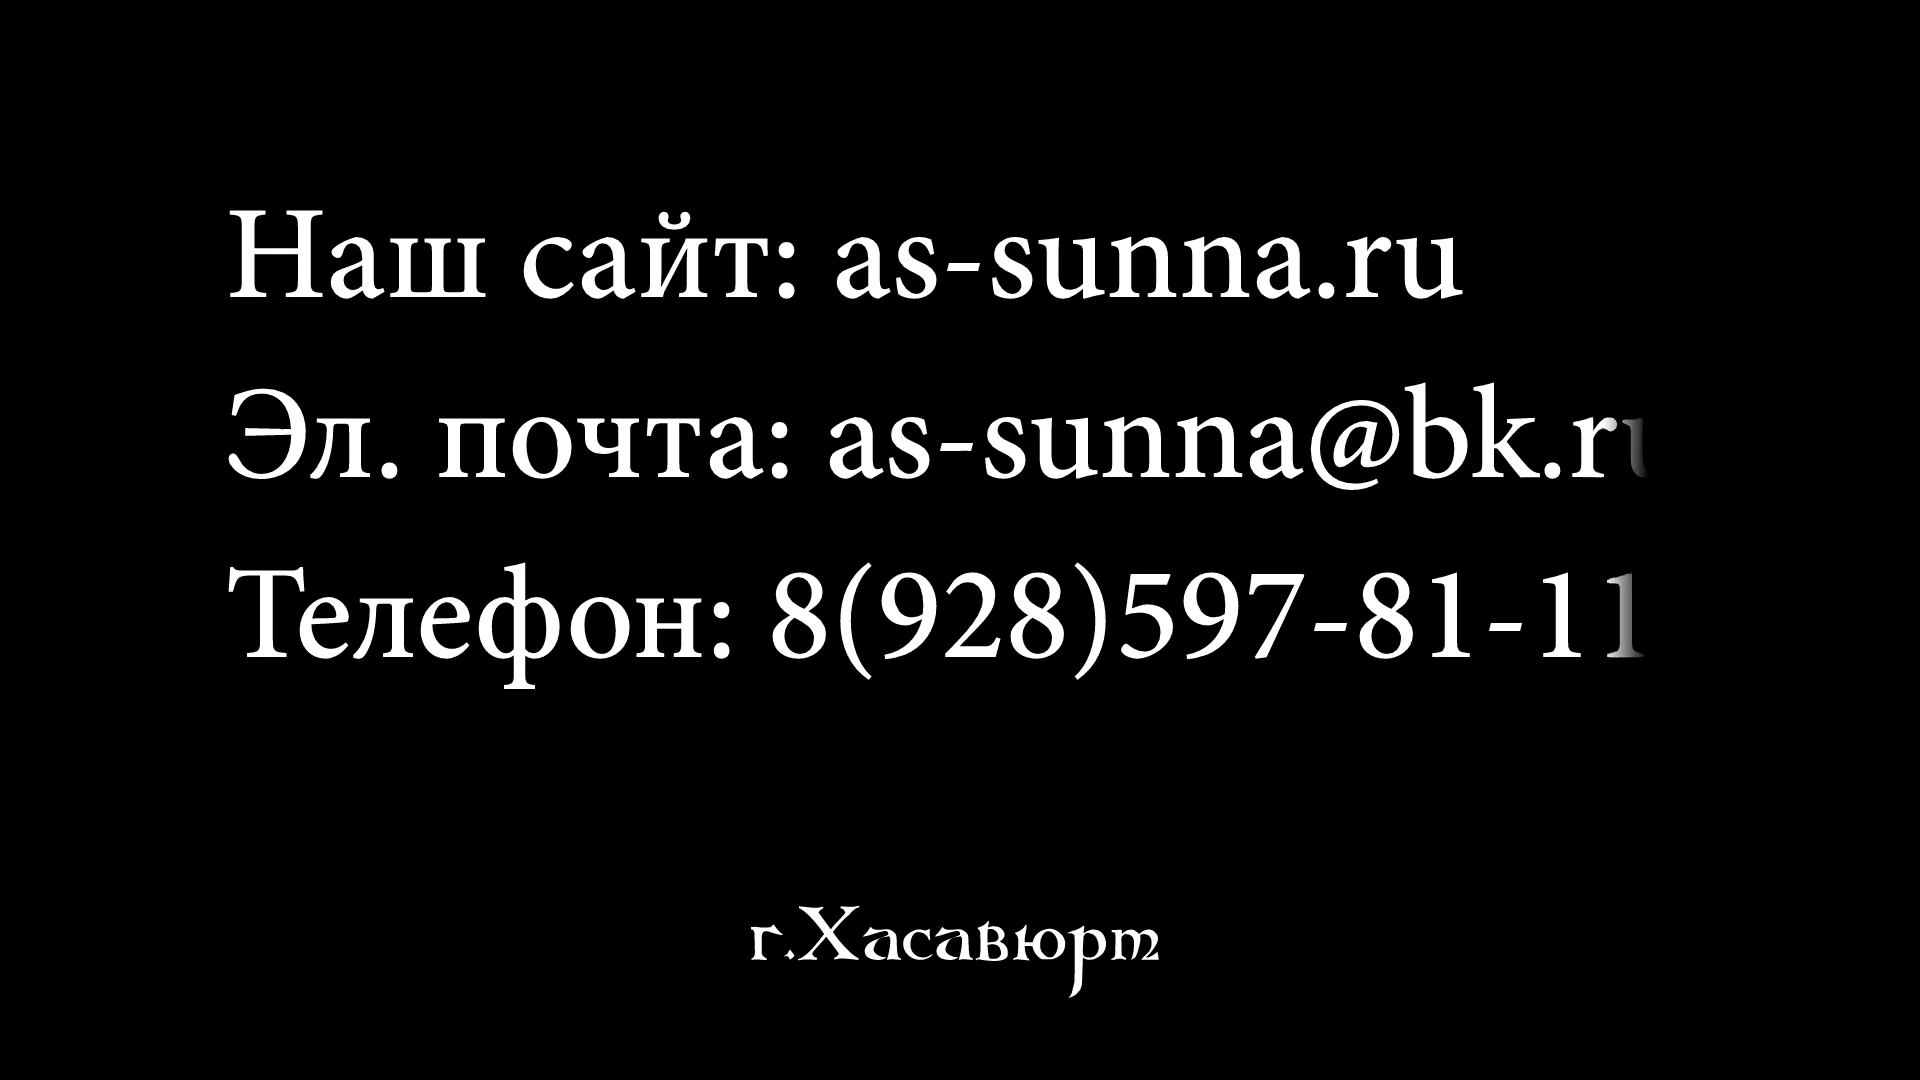 Наш сайт: as-sunna.ru
Эл. почта: as-sunna@bk.ru
Телефон: 8(928)597-81-11
г.Хасавюрт